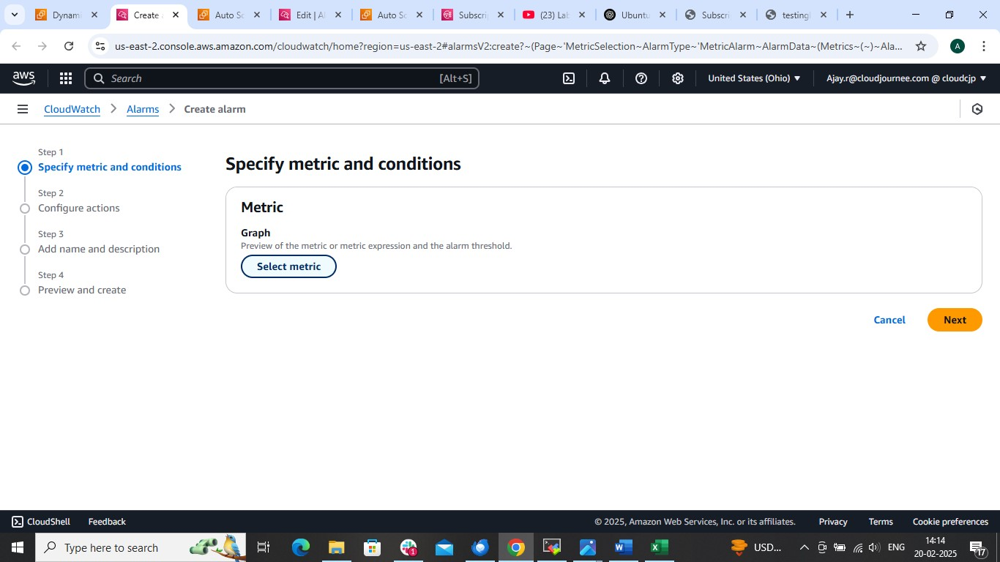 Dynam
Create
Auto Sc
Edit | Al
Auto Sc
Subscri
(23) Lab
Ubuntu
Subscri
testing
us-east-2.console.aws.amazon.com/cloudwatch/home?region=us-east-2#alarmsV2:create?~(Page~'MetricSelection~AlarmType~'MetricAlarm~AlarmData~(Metrics~(~)~Ala...
A
aws
Search [Alt+S]
United States (Ohio)
Ajay.r@cloudjournee.com @ cloudcjp
CloudWatch
Alarms
Create alarm
Step 1
Specify metric and conditions
Step 2
Configure actions
Step 3
Add name and description
Step 4
Preview and create
Specify metric and conditions
Metric
Graph
Preview of the metric or metric expression and the alarm threshold.
Select metric
Cancel
Next
CloudShell
Feedback
© 2025, Amazon Web Services, Inc. or its affiliates.
Privacy
Terms
Cookie preferences
Type here to search
1
USD...
ENG
14:14
20-02-2025
17